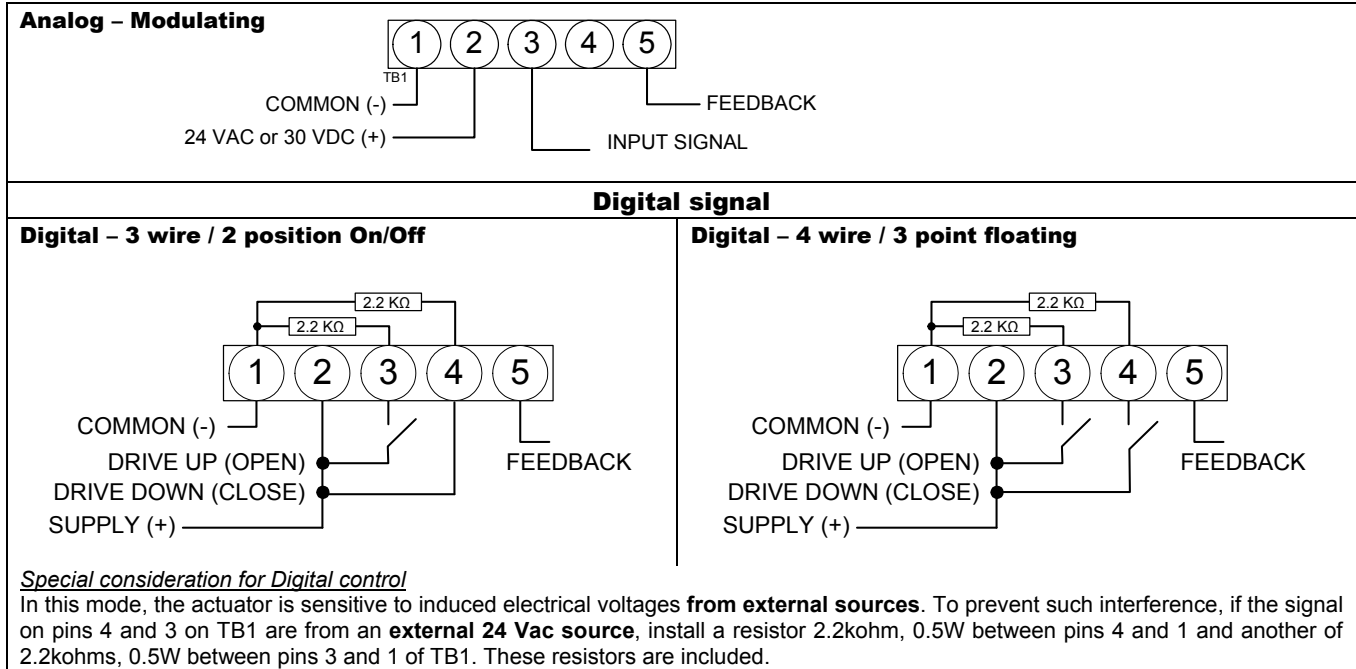 Analog – Modulating
1 2 3 4 5
TB1
COMMON (-)
FEEDBACK
24 VAC or 30 VDC (+)
INPUT SIGNAL
Digital signal
Digital – 3 wire / 2 position On/Off
2.2 KΩ
2.2 KΩ
1 2 3 4 5
COMMON (-)
DRIVE UP (OPEN)
FEEDBACK
DRIVE DOWN (CLOSE)
SUPPLY (+)
Digital – 4 wire / 3 point floating
2.2 KΩ
2.2 KΩ
1 2 3 4 5
COMMON (-)
DRIVE UP (OPEN)
FEEDBACK
DRIVE DOWN (CLOSE)
SUPPLY (+)
Special consideration for Digital control
In this mode, the actuator is sensitive to induced electrical voltages from external sources. To prevent such interference, if the signal
on pins 4 and 3 on TB1 are from an external 24 Vac source, install a resistor 2.2kohm, 0.5W between pins 4 and 1 and another of
2.2kohms, 0.5W between pins 3 and 1 of TB1. These resistors are included.